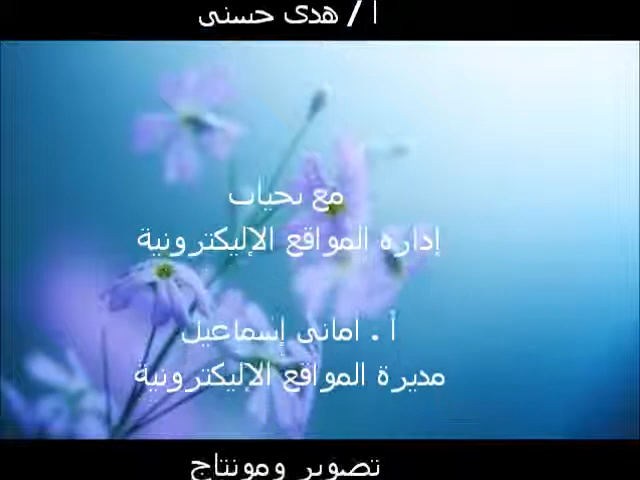 أ / هدى حسنى
مع تحيات
إدارة المواقع الإليكترونية
أ . امانى إسماعيل
مديرة المواقع الإليكترونية
تصوير ومونتاج